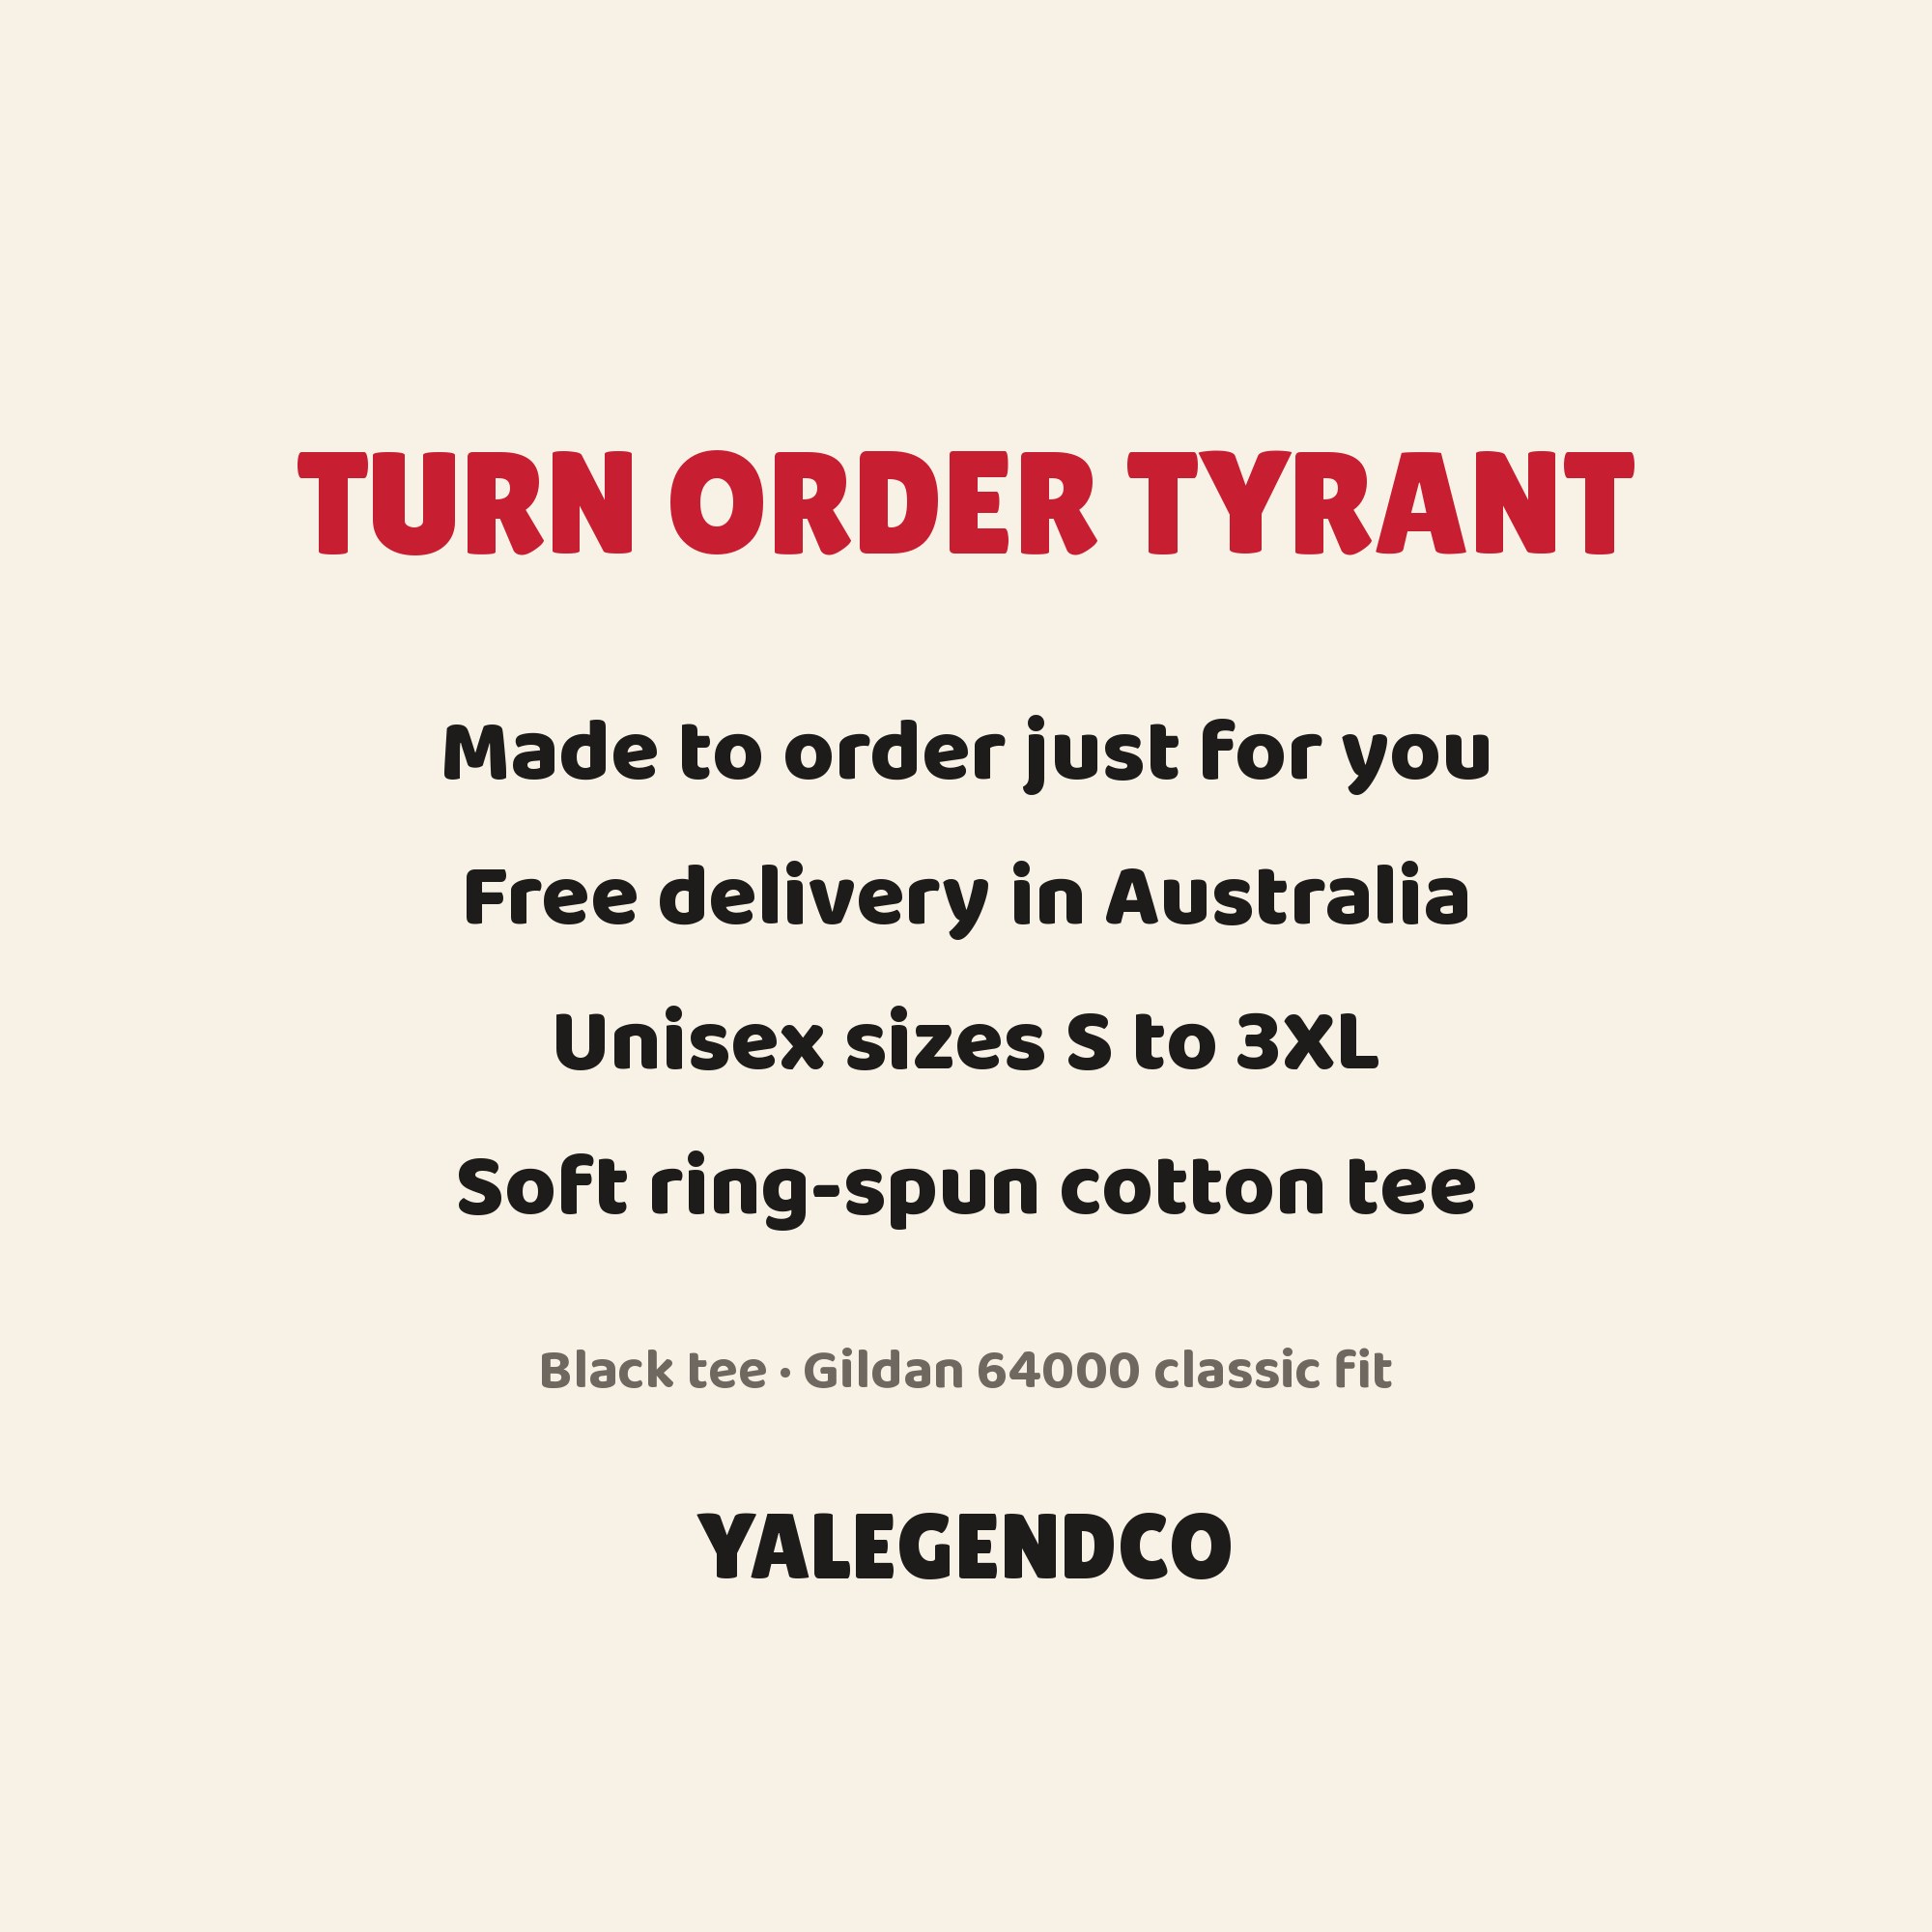 TURN ORDER TYRANT
Made to order just for you
Free delivery in Australia
Unisex sizes S to 3XL
Soft ring-spun cotton tee
Black tee · Gildan 64000 classic fit
YALEGENDCO